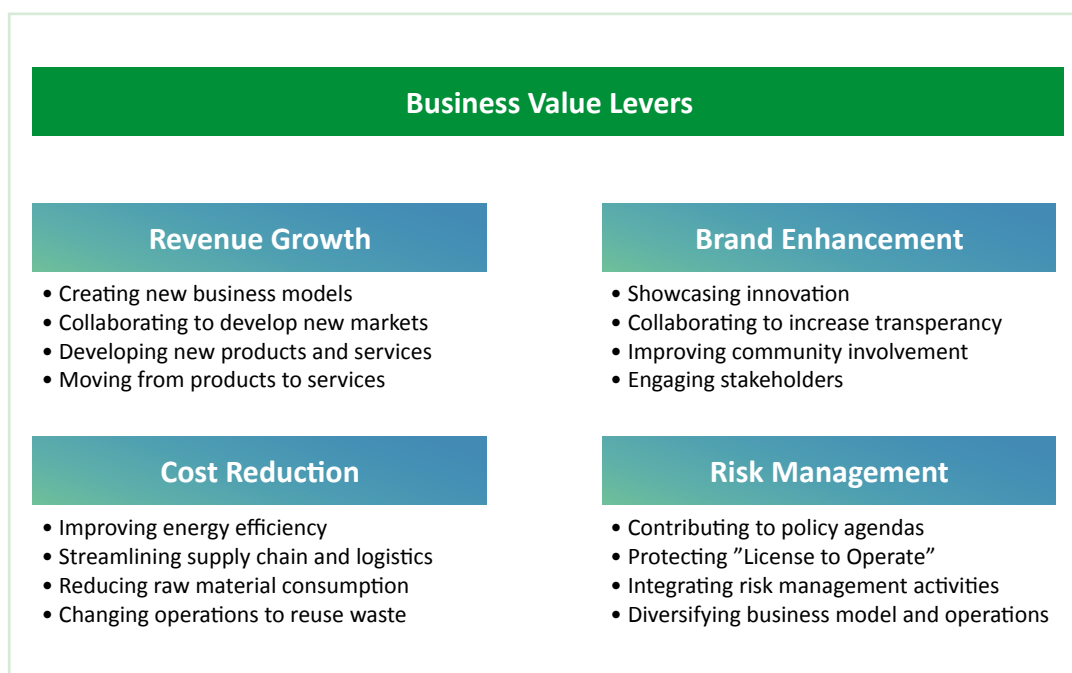 Business Value Levers
Revenue Growth
• Creating new business models
• Collaborating to develop new markets
• Developing new products and services
• Moving from products to services
Brand Enhancement
• Showcasing innovation
• Collaborating to increase transperancy
• Improving community involvement
• Engaging stakeholders
Cost Reduction
• Improving energy efficiency
• Streamlining supply chain and logistics
• Reducing raw material consumption
• Changing operations to reuse waste
Risk Management
• Contributing to policy agendas
• Protecting ”License to Operate”
• Integrating risk management activities
• Diversifying business model and operations